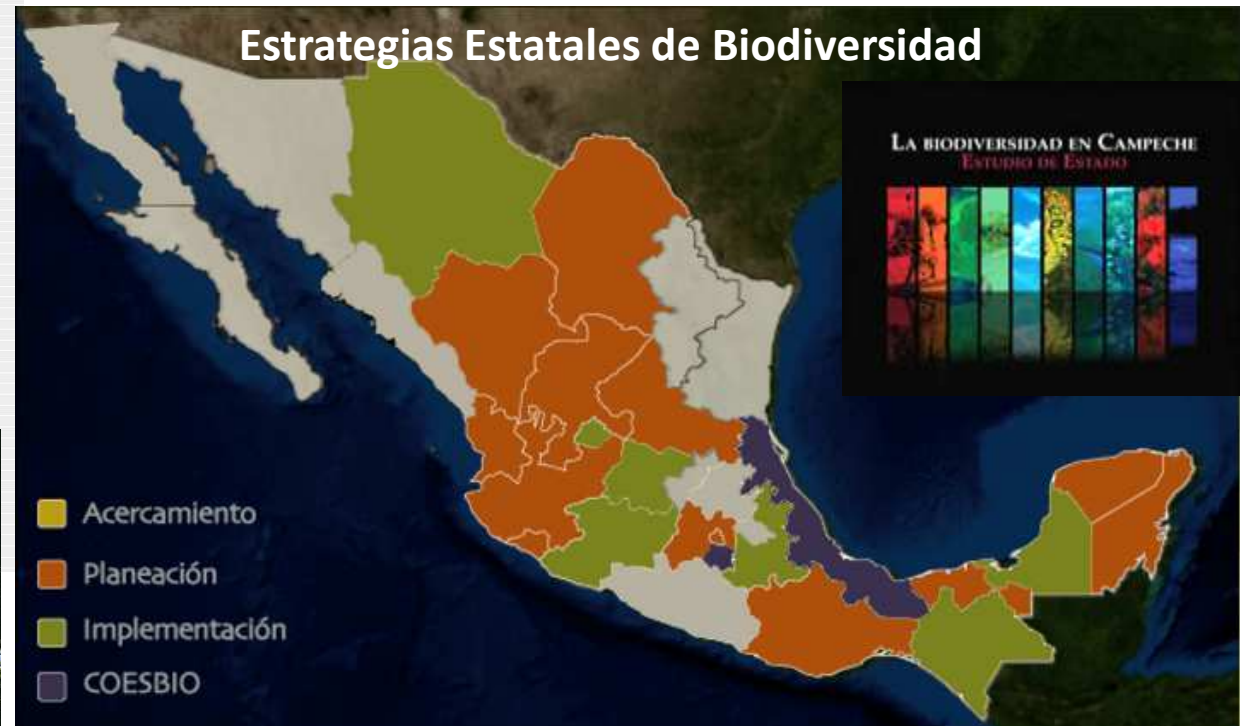 Estrategias Estatales de Biodiversidad
LA BIODIVERSIDAD EN CAMPECHE
ESTUDIO DE ESTADO
Acercamiento
Planeación
Implementación
COESBIO